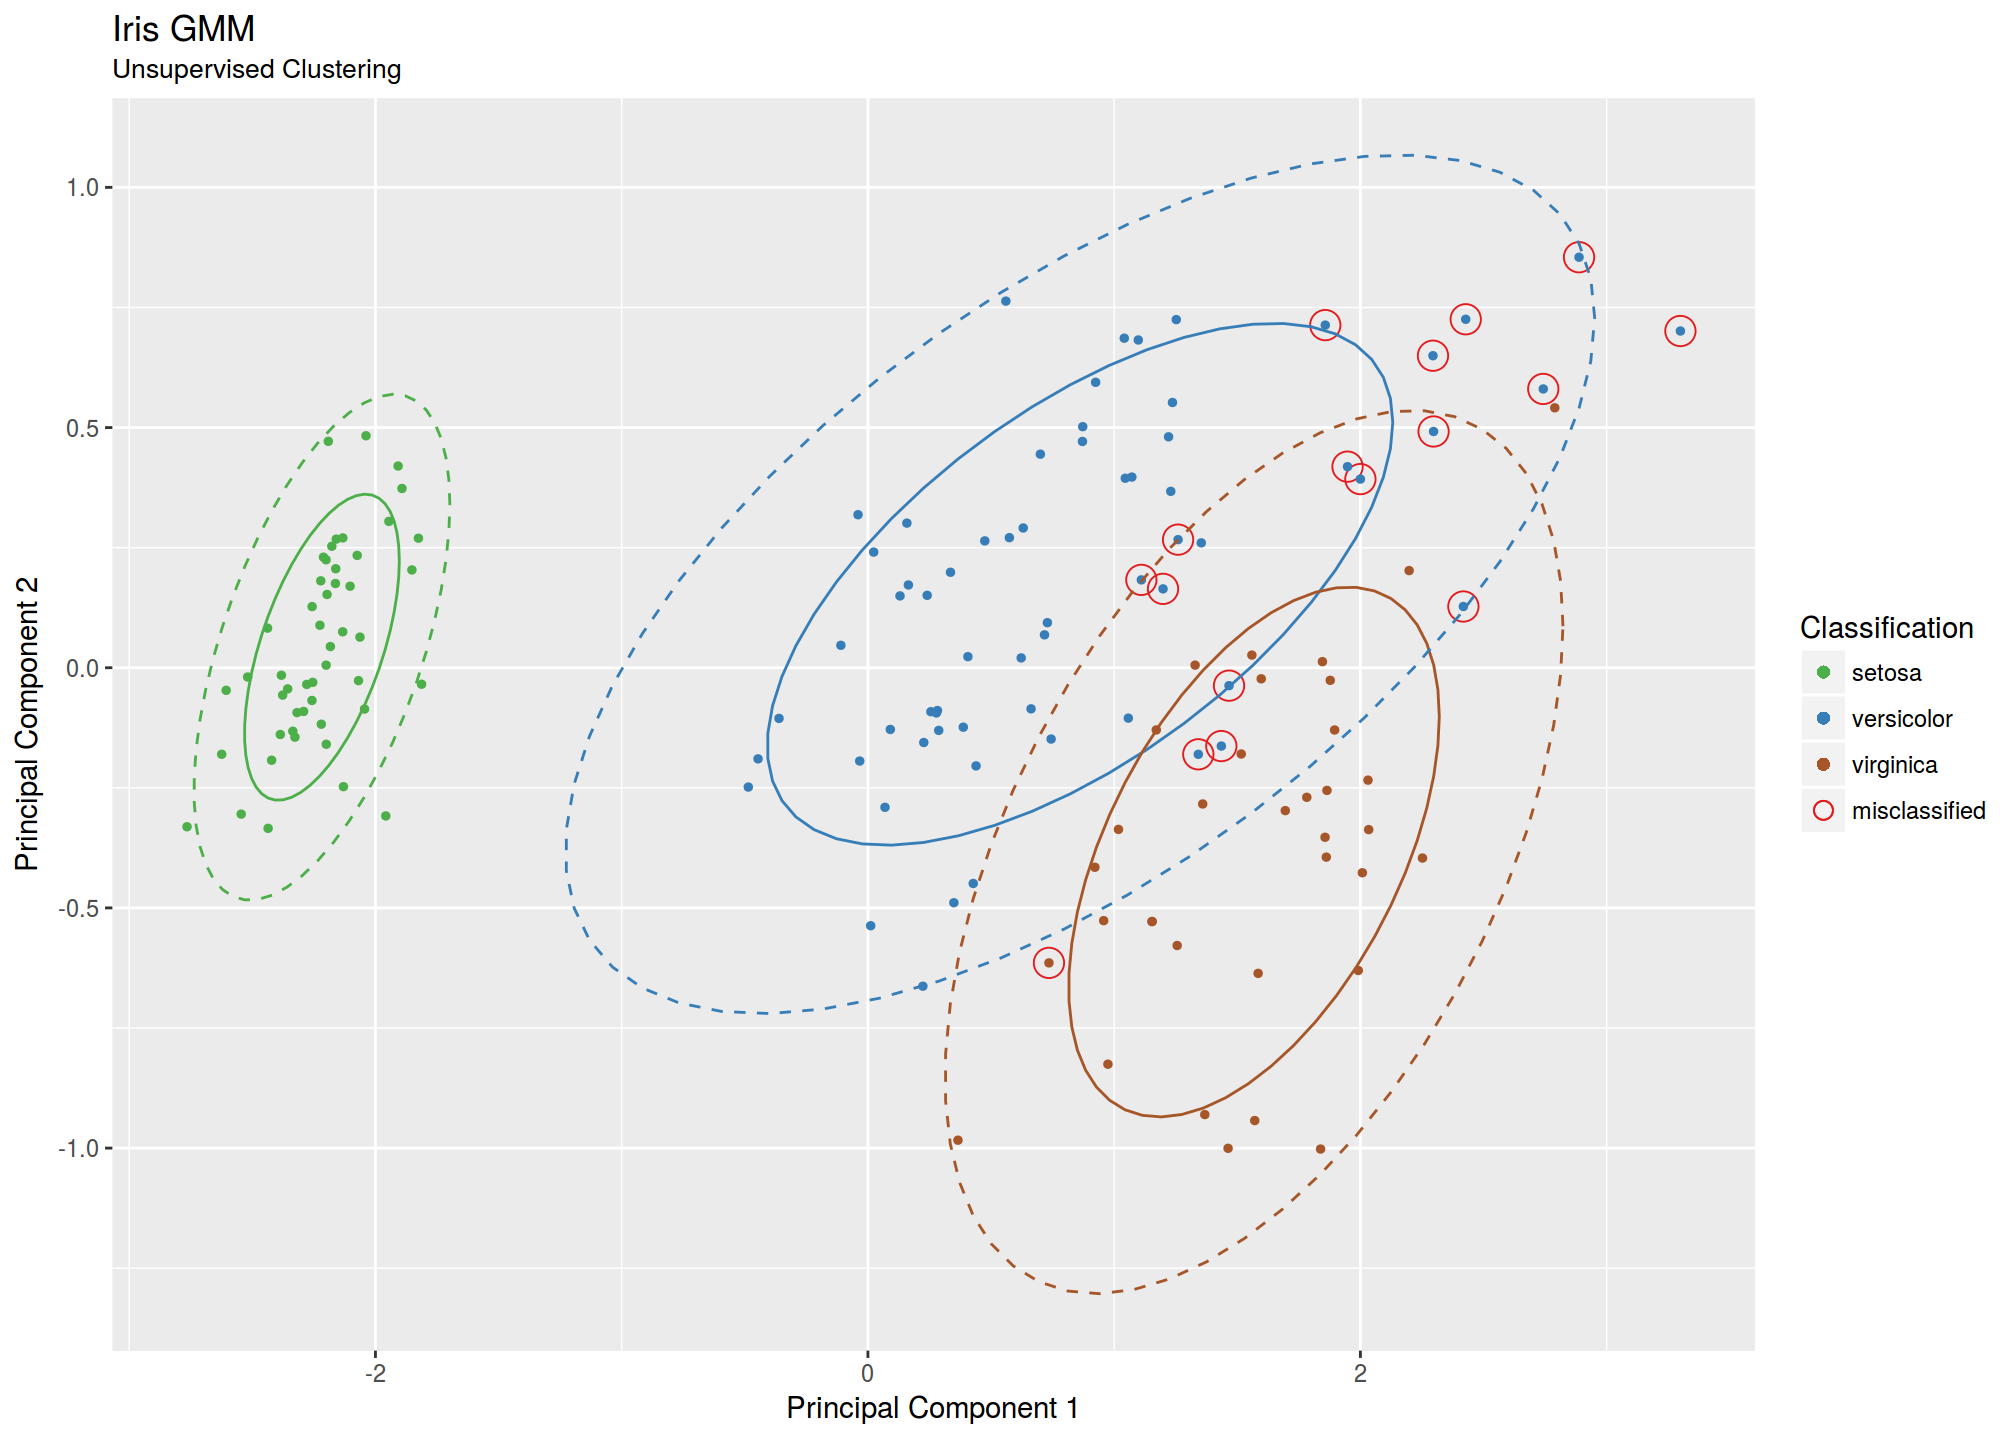 Iris GMM
Unsupervised Clustering
1.0
0.5
0.0
-0.5
-1.0
Principal Component 2
-2
0
2
Principal Component 1
Classification
setosa
versicolor
virginica
misclassified